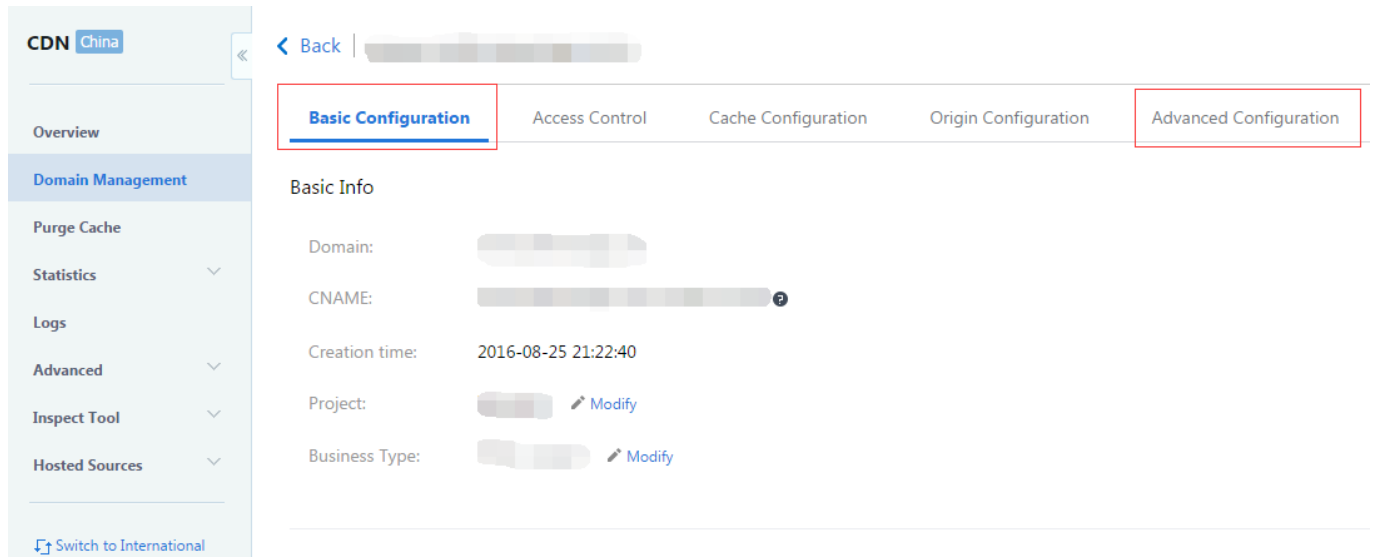 CDN China
Overview
Domain Management
Purge Cache
Statistics
Logs
Advanced
Inspect Tool
Hosted Sources
Switch to International
Back
Basic Configuration Access Control Cache Configuration Origin Configuration Advanced Configuration
Basic Info
Domain:
CNAME:
Creation time: 2016-08-25 21:22:40
Project: Modify
Business Type: Modify